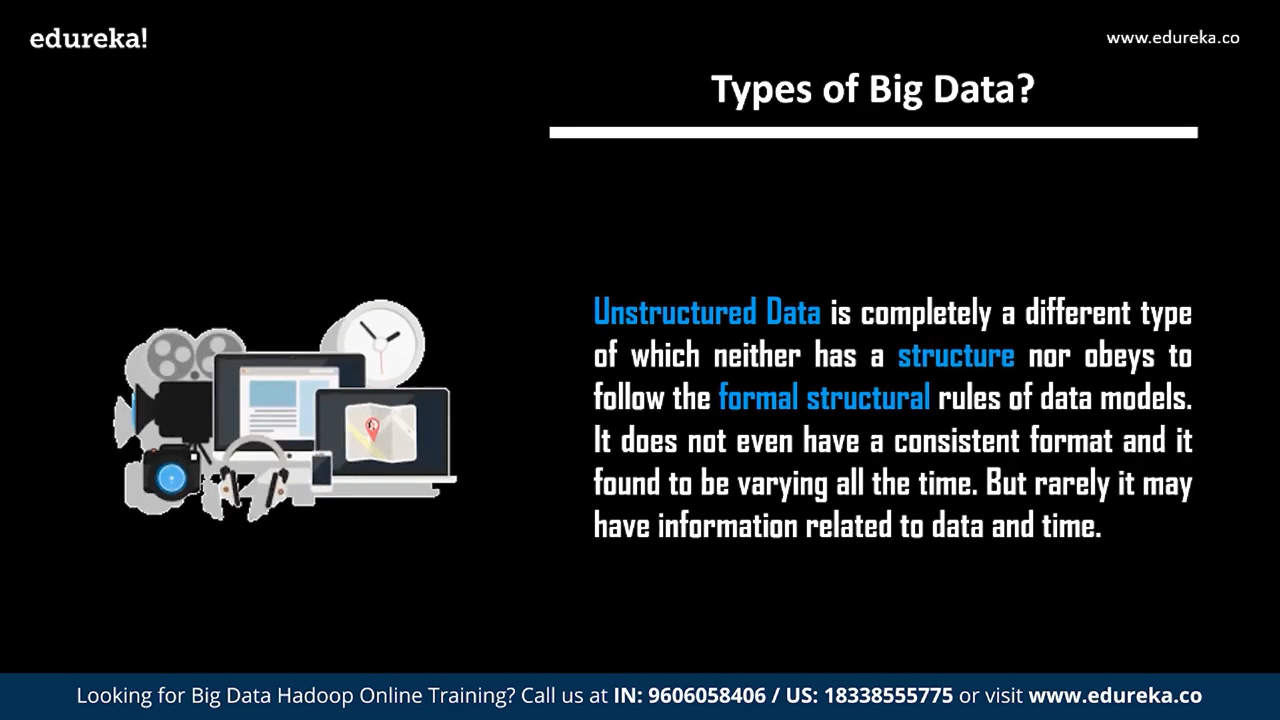 edureka!
www.edureka.co
Types of Big Data?
Unstructured Data is completely a different type
of which neither has a structure nor obeys to
follow the formal structural rules of data models.
It does not even have a consistent format and it
found to be varying all the time. But rarely it may
have information related to data and time.
Looking for Big Data Hadoop Online Training? Call us at IN: 9606058406 / US: 18338555775 or visit www.edureka.co